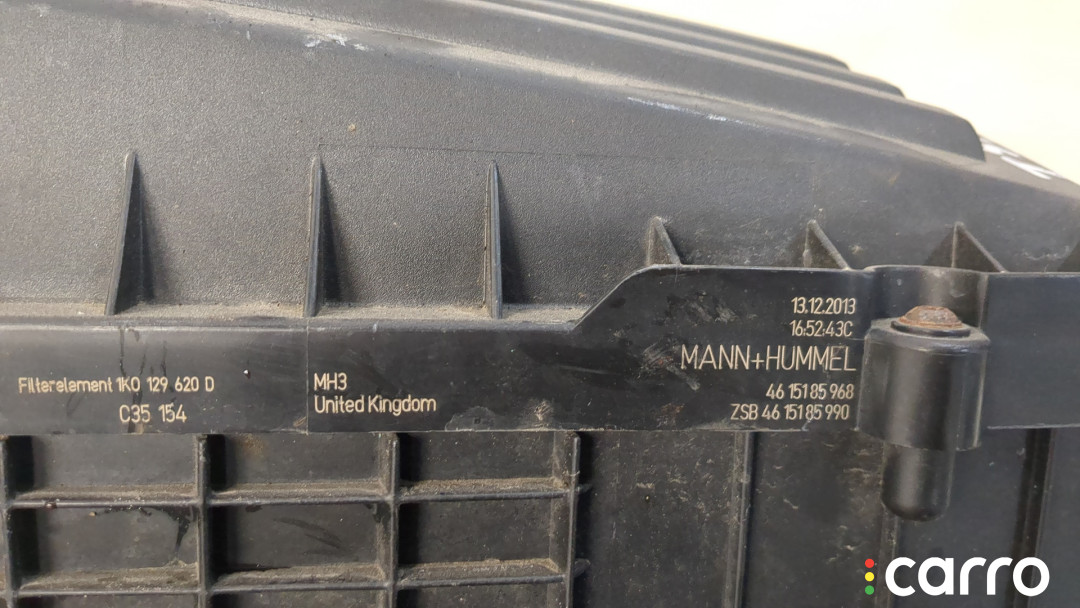 13.12.2013
16:52:43C
MANN+HUMMEL
46 151 85 968
ZSB 46 151 85 990
MH3
United Kingdom
Filterelement 1K0 129 620 D
C35 154
carro